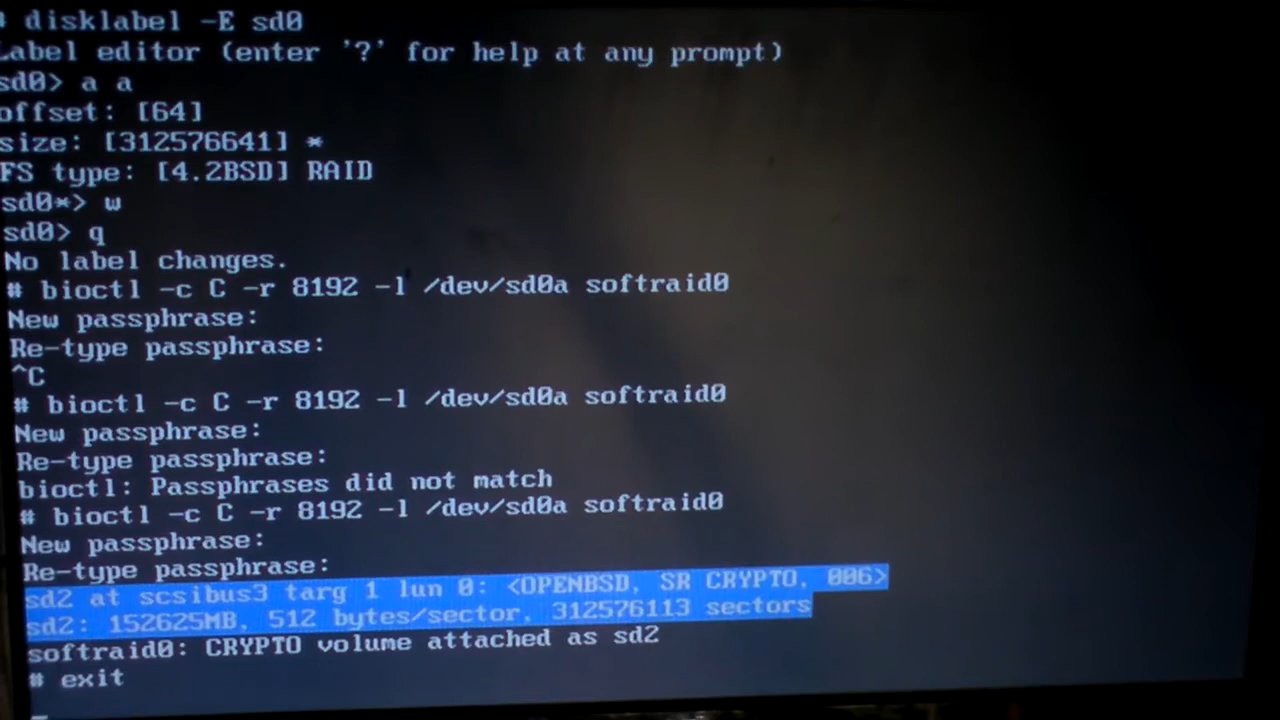 # disklabel -E sd0
Label editor (enter '?' for help at any prompt)
sd0> a a
offset: [64]
size: [312576641] *
FS type: [4.2BSD] RAID
sd0*> w
sd0> q
No label changes.
# bioctl -c C -r 8192 -l /dev/sd0a softraid0
New passphrase:
Re-type passphrase:
^C
# bioctl -c C -r 8192 -l /dev/sd0a softraid0
New passphrase:
Re-type passphrase:
bioctl: Passphrases did not match
# bioctl -c C -r 8192 -l /dev/sd0a softraid0
New passphrase:
Re-type passphrase:
sd2 at scsibus3 targ 1 lun 0: <OPENBSD, SR CRYPTO, 006>
sd2: 152625MB, 512 bytes/sector, 312576113 sectors
softraid0: CRYPTO volume attached as sd2
# exit